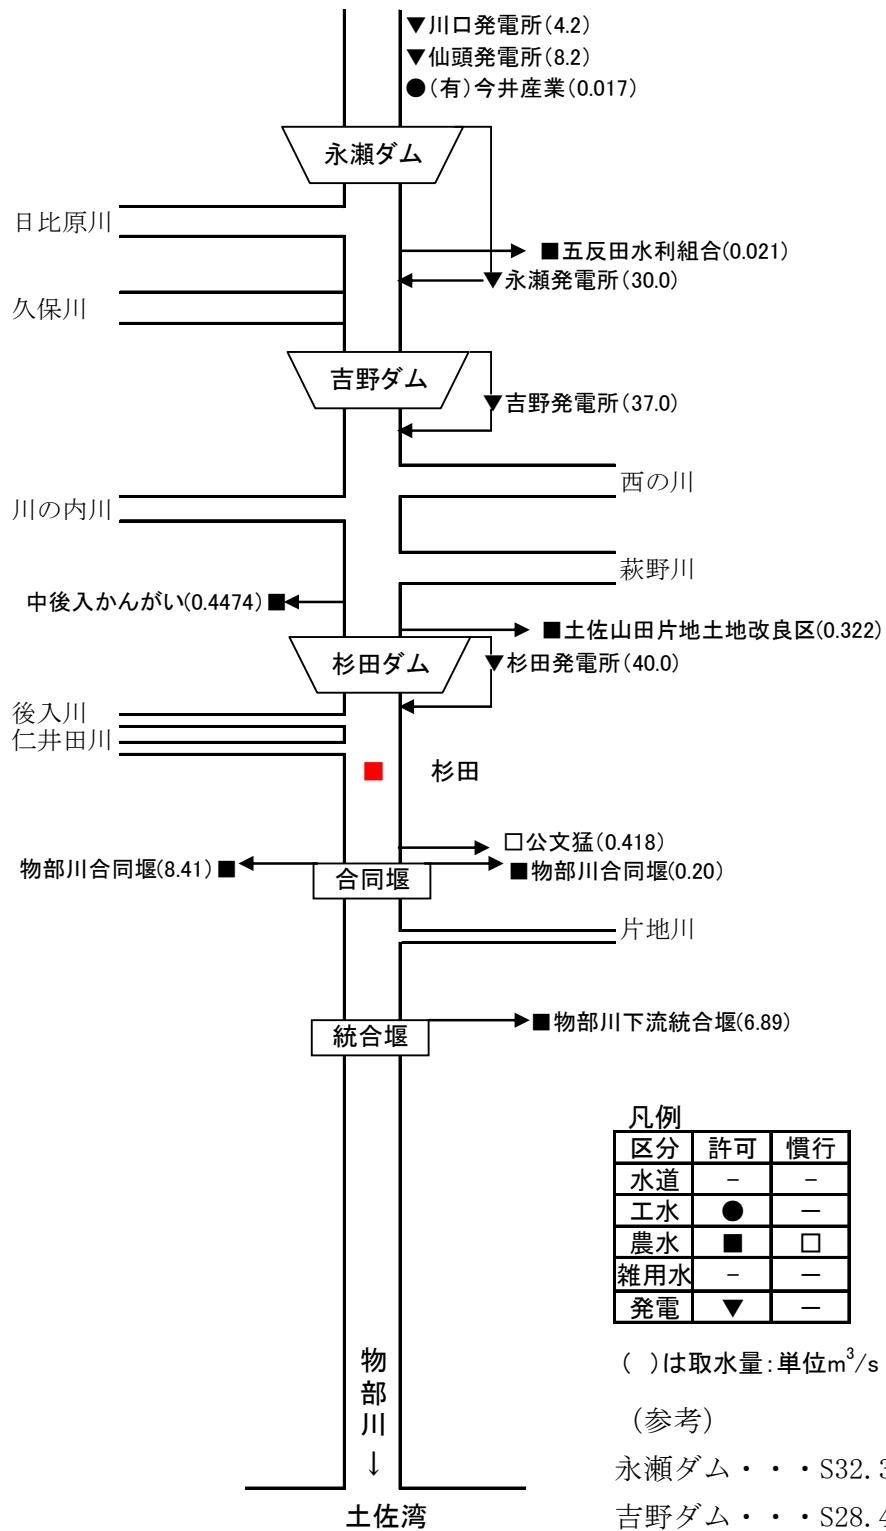 ▼川口発電所(4.2)
▼仙頭発電所(8.2)
●(有)今井産業(0.017)
永瀬ダム
日比原川
■五反田水利組合(0.021)
▼永瀬発電所(30.0)
久保川
吉野ダム
▼吉野発電所(37.0)
西の川
川の内川
萩野川
中後入かんがい(0.4474)■
■土佐山田片地土地改良区(0.322)
杉田ダム
▼杉田発電所(40.0)
後入川
仁井田川
■ 杉田
□公文猛(0.418)
物部川合同堰(8.41)■
合同堰
■物部川合同堰(0.20)
片地川
統合堰
■物部川下流統合堰(6.89)
凡例
区分 許可 慣行
水道 - -
工水 ● －
農水 ■ □
雑用水 - －
発電 ▼ －
( )は取水量:単位m³/s
物部川↓
(参考)
永瀬ダム・・・S32.3
吉野ダム・・・S28.4
土佐湾